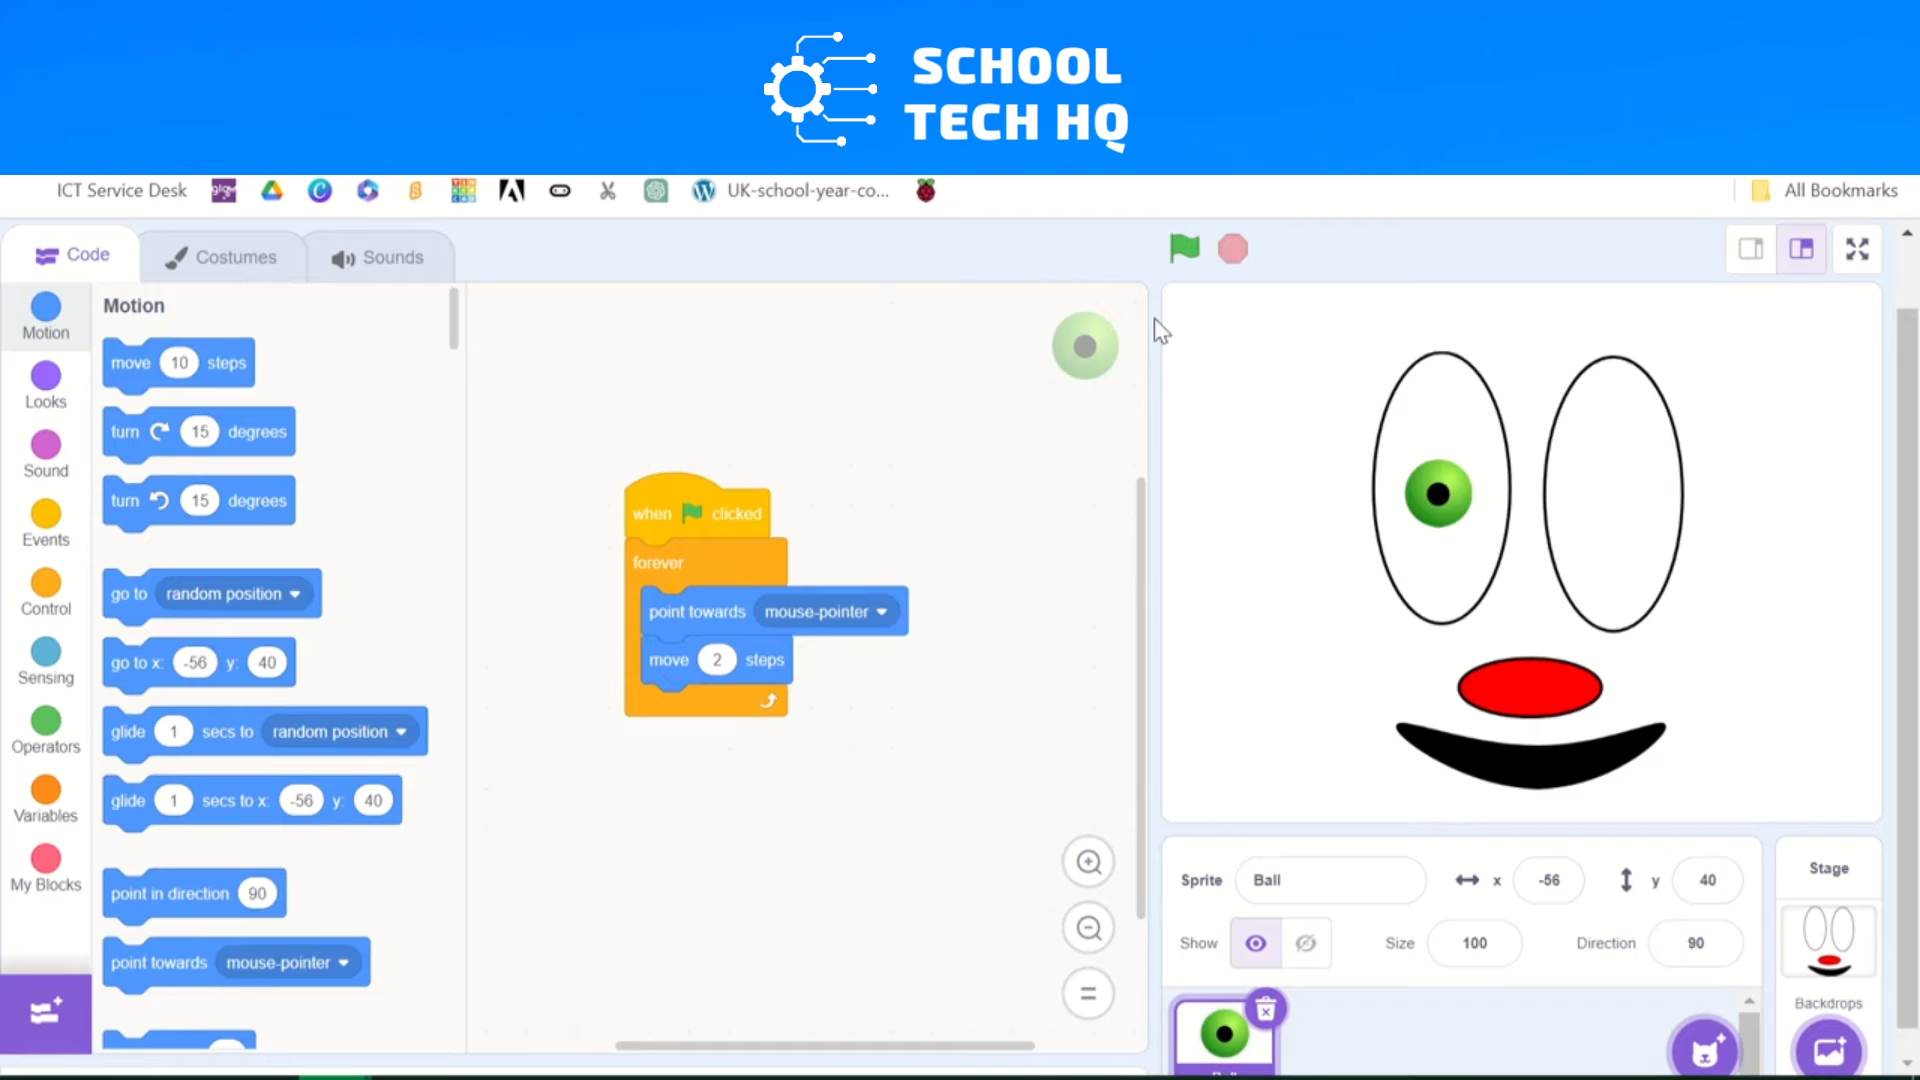 SCHOOL
TECH HQ
ICT Service Desk
UK-school-year-co...
All Bookmarks
Code
Costumes
Sounds
Motion
Looks
Sound
Events
Control
Sensing
Operators
Variables
My Blocks
Motion
move 10 steps
turn 15 degrees
turn 15 degrees
go to random position
go to x: -56 y: 40
glide 1 secs to random position
glide 1 secs to x: -56 y: 40
point in direction 90
point towards mouse-pointer
when clicked
forever
point towards mouse-pointer
move 2 steps
Sprite Ball x -56 y 40
Show Size 100 Direction 90
Stage
Backdrops